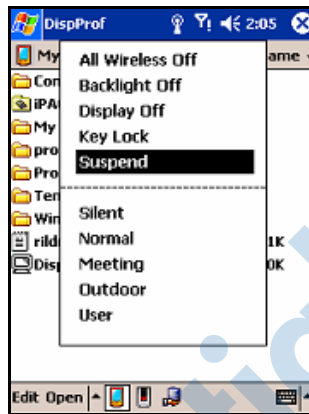 DispProf 2:05
My
ame
All Wireless Off
Con
Backlight Off
iPA
Display Off
My
Key Lock
pro
Suspend
Pro
Ten
Silent
Win
Normal
rild
1K
Meeting
Disp
0K
Outdoor
User
Edit Open